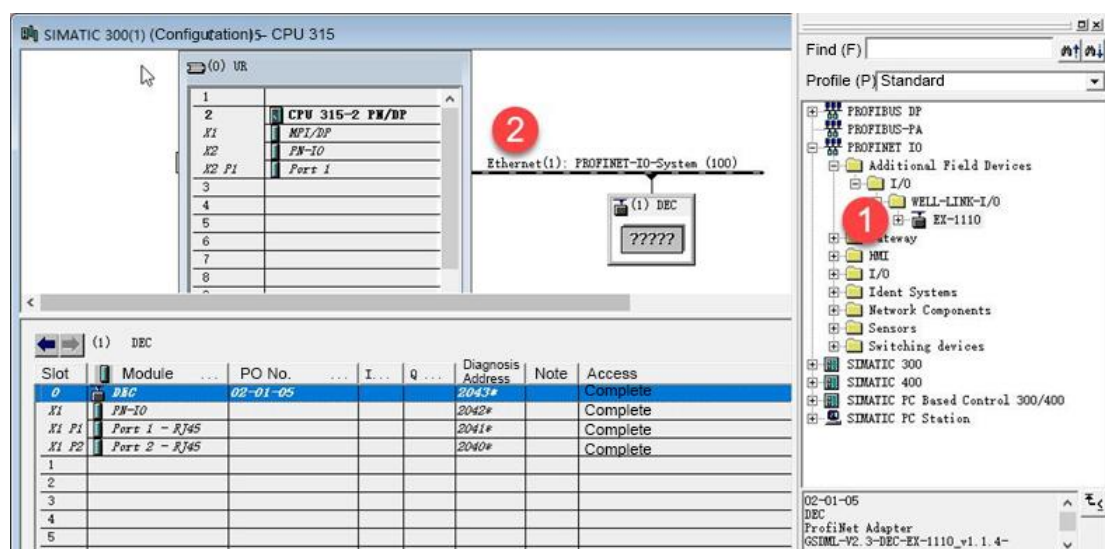 SIMATIC 300(1) (Configutation)5- CPU 315
(0) UR
1
2 CPU 315-2 PN/DP
X1 MPI/DP
X2 PN-IO
X2 P1 Port 1
3
4
5
6
7
8
2
Ethernet(1): PROFINET-IO-System (100)
(1) DEC
?????
(1) DEC
Slot Module ... PO No. ... I... Q ... Diagnosis Address Note Access
0 DEC 02-01-05 2043* Complete
X1 PN-IO 2042* Complete
X1 P1 Port 1 - RJ45 2041* Complete
X1 P2 Port 2 - RJ45 2040* Complete
1
2
3
4
5
Find (F)
Profile (P) Standard
PROFIBUS DP
PROFIBUS-PA
PROFINET IO
Additional Field Devices
I/O
WELL-LINK-I/O
1
EX-1110
HMI
I/O
Ident Systems
Network Components
Sensors
Switching devices
SIMATIC 300
SIMATIC 400
SIMATIC PC Based Control 300/400
SIMATIC PC Station
02-01-05
DEC
ProfiNet Adapter
GSDML-V2.3-DEC-EX-1110_v1.1.4-